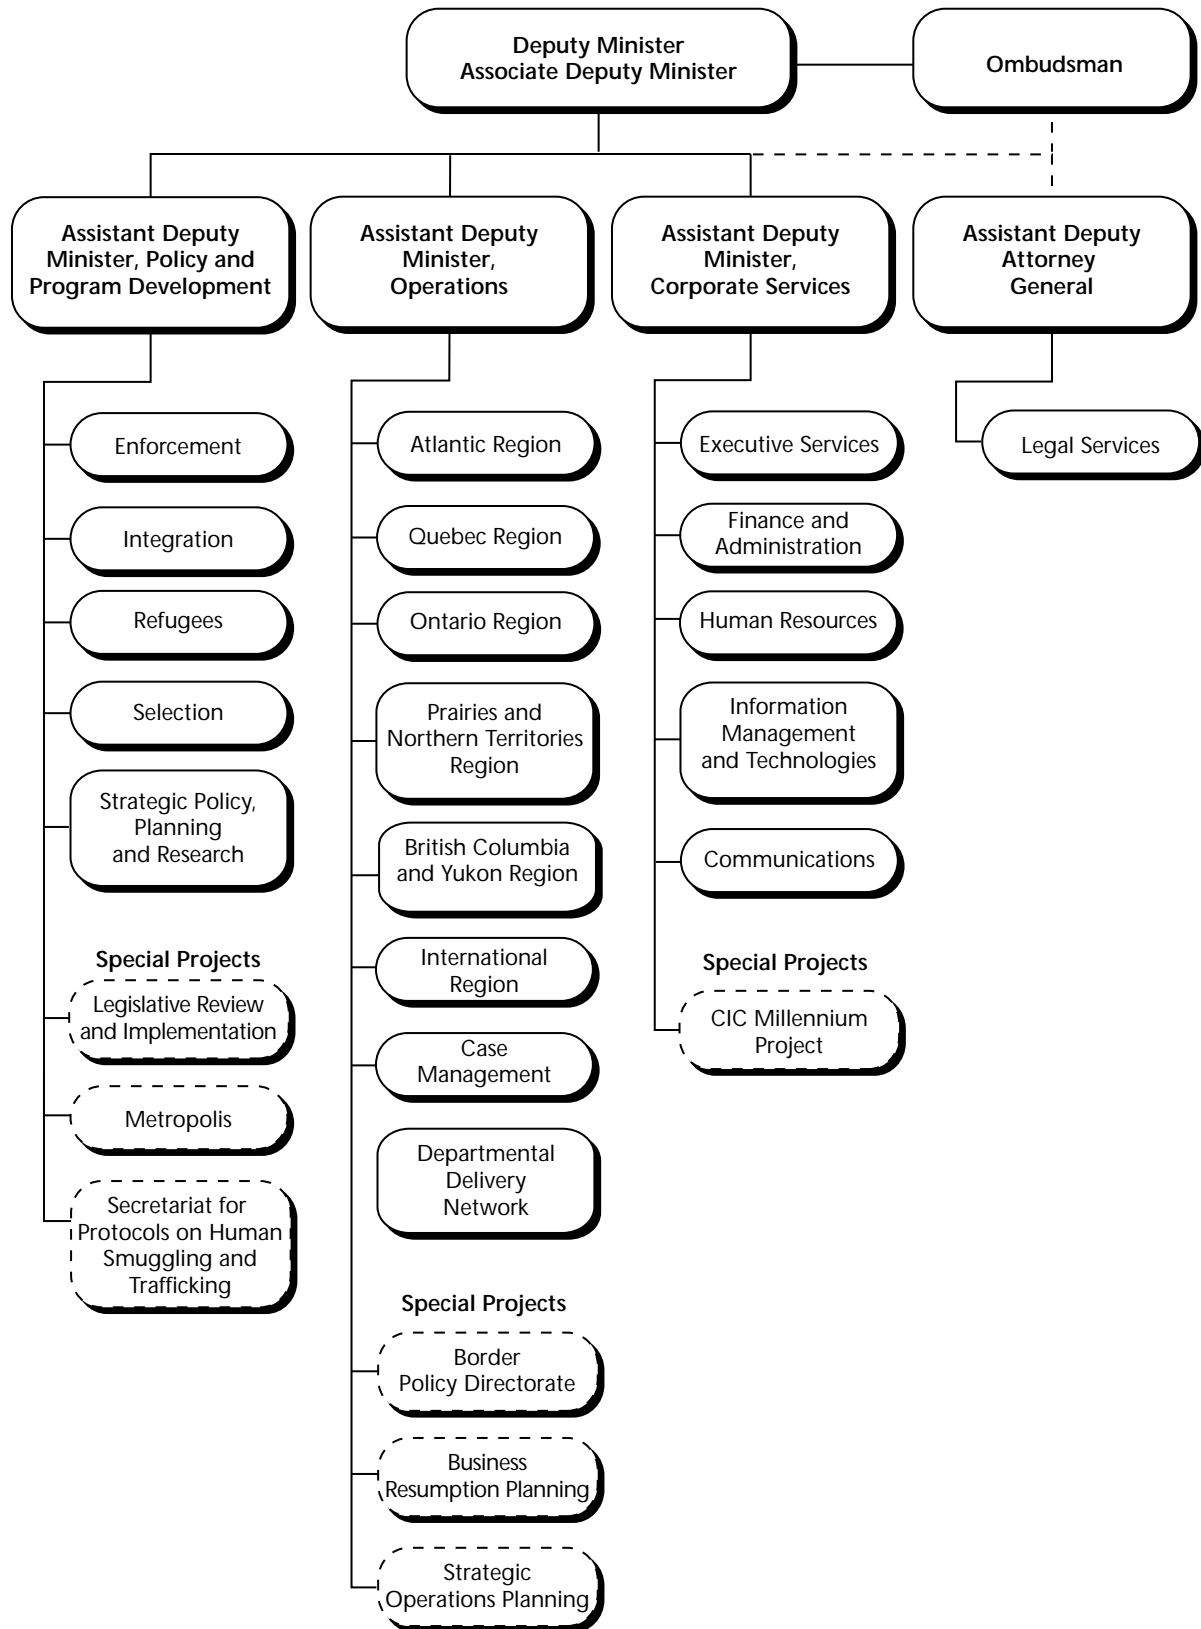 Deputy Minister
Associate Deputy Minister
Ombudsman
Assistant Deputy
Minister, Policy and
Program Development
Assistant Deputy
Minister,
Operations
Assistant Deputy
Minister,
Corporate Services
Assistant Deputy
Attorney
General
Enforcement
Integration
Refugees
Selection
Strategic Policy,
Planning
and Research
Special Projects
Legislative Review
and Implementation
Metropolis
Secretariat for
Protocols on Human
Smuggling and
Trafficking
Atlantic Region
Quebec Region
Ontario Region
Prairies and
Northern Territories
Region
British Columbia
and Yukon Region
International
Region
Case
Management
Departmental
Delivery
Network
Special Projects
Border
Policy Directorate
Business
Resumption Planning
Strategic
Operations Planning
Executive Services
Finance and
Administration
Human Resources
Information
Management
and Technologies
Communications
Special Projects
CIC Millennium
Project
Legal Services